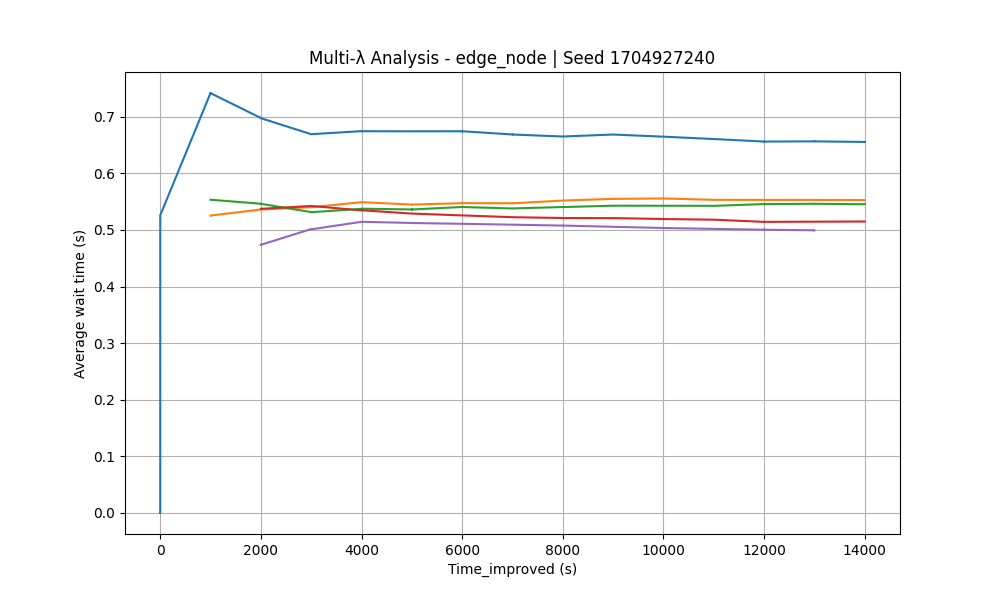 Multi-λ Analysis - edge_node | Seed 1704927240
Average wait time (s)
0.7
0.6
0.5
0.4
0.3
0.2
0.1
0.0
0 2000 4000 6000 8000 10000 12000 14000
Time_improved (s)